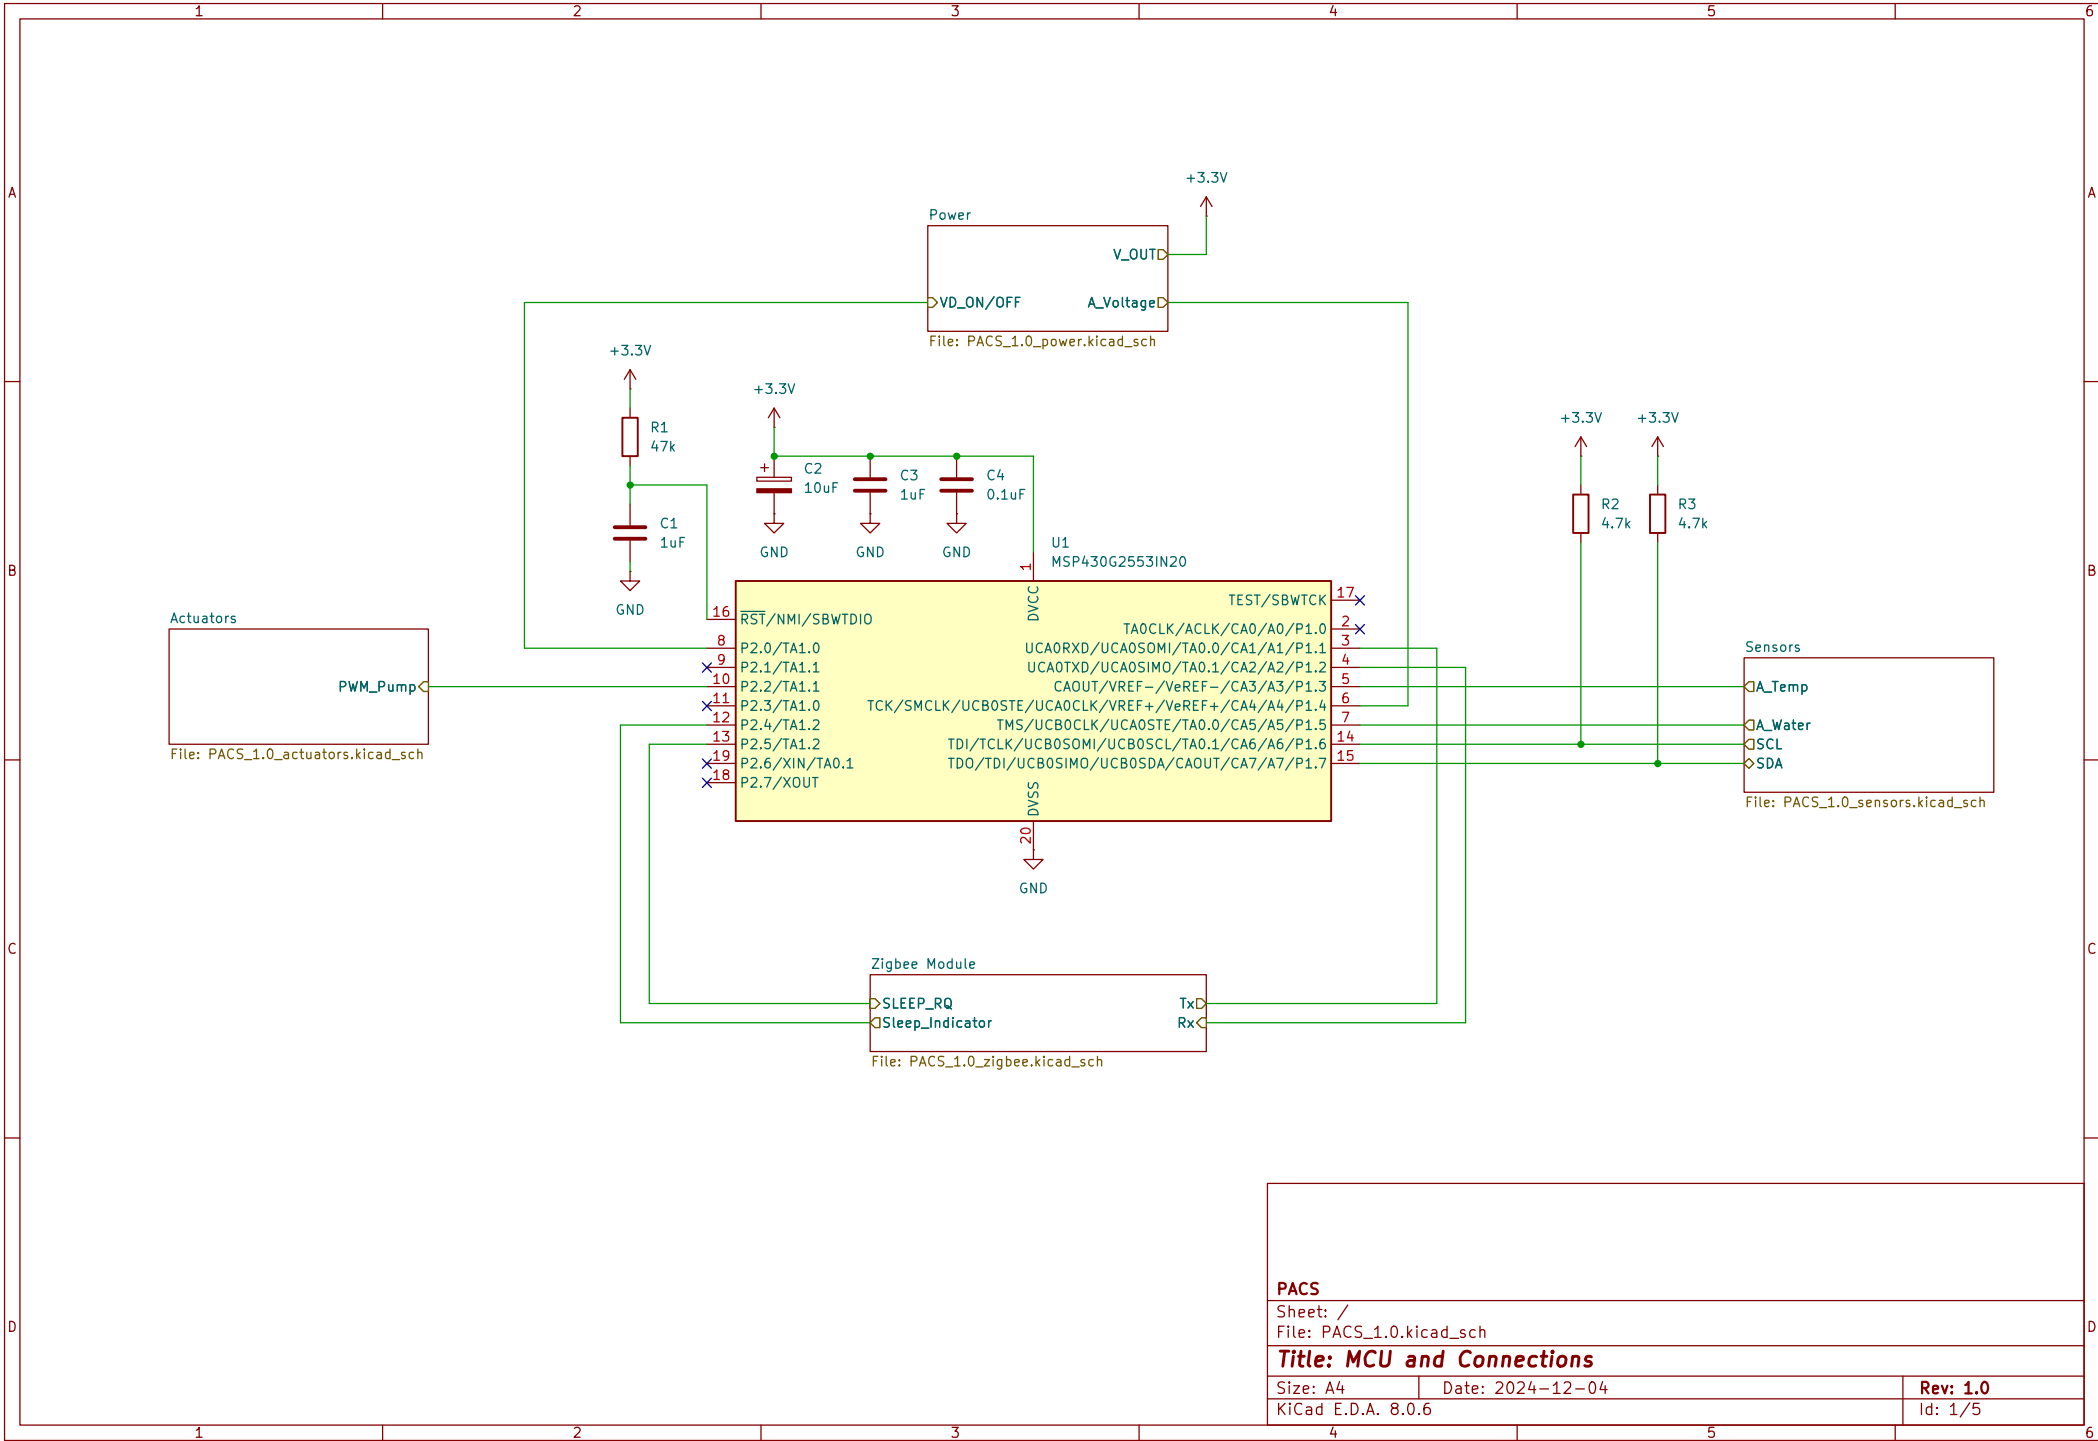 1 2 3 4 5 6
A A
+3.3V
Power
V_OUT
VD_ON/OFF A_Voltage
File: PACS_1.0_power.kicad_sch
+3.3V
R1
47k
+3.3V
+
C2
10uF
C3
1uF
C4
0.1uF
GND GND GND
C1
1uF
GND
+3.3V +3.3V
R2
4.7k
R3
4.7k
B B
U1
MSP430G2553IN20
1
DVCC
16 RST/NMI/SBWTDIO
8 P2.0/TA1.0
9 P2.1/TA1.1
10 P2.2/TA1.1
11 P2.3/TA1.0
12 P2.4/TA1.2
13 P2.5/TA1.2
19 P2.6/XIN/TA0.1
18 P2.7/XOUT
TEST/SBWTCK 17
TA0CLK/ACLK/CA0/A0/P1.0 2
UCA0RXD/UCA0SOMI/TA0.0/CA1/A1/P1.1 3
UCA0TXD/UCA0SIMO/TA0.1/CA2/A2/P1.2 4
CAOUT/VREF-/VeREF-/CA3/A3/P1.3 5
TCK/SMCLK/UCB0STE/UCA0CLK/VREF+/VeREF+/CA4/A4/P1.4 6
TMS/UCB0CLK/UCA0STE/TA0.0/CA5/A5/P1.5 7
TDI/TCLK/UCB0SOMI/UCB0SCL/TA0.1/CA6/A6/P1.6 14
TDO/TDI/UCB0SIMO/UCB0SDA/CAOUT/CA7/A7/P1.7 15
DVSS
20
GND
Actuators
PWM_Pump
File: PACS_1.0_actuators.kicad_sch
Sensors
A_Temp
A_Water
SCL
SDA
File: PACS_1.0_sensors.kicad_sch
C C
Zigbee Module
SLEEP_RQ Tx
Sleep_Indicator Rx
File: PACS_1.0_zigbee.kicad_sch
D D
PACS
Sheet: /
File: PACS_1.0.kicad_sch
Title: MCU and Connections
Size: A4 Date: 2024-12-04 Rev: 1.0
KiCad E.D.A. 8.0.6 Id: 1/5
1 2 3 4 5 6